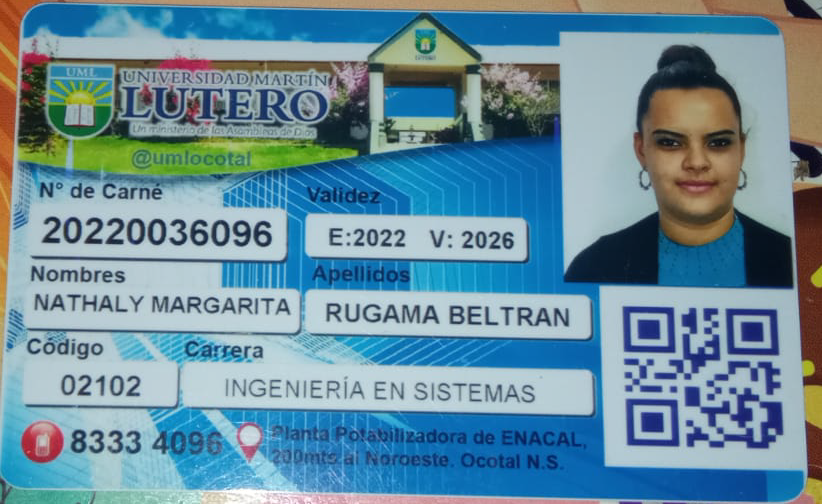 UML
UNIVERSIDAD MARTÍN
LUTERO
Un ministerio de las Asambleas de Dios
@umlocotal
N° de Carné
Validez
20220036096
E:2022 V: 2026
Nombres
Apellidos
NATHALY MARGARITA
RUGAMA BELTRAN
Código
Carrera
02102
INGENIERÍA EN SISTEMAS
8333 4096
Planta Potabilizadora de ENACAL,
200mts al Noroeste. Ocotal N.S.